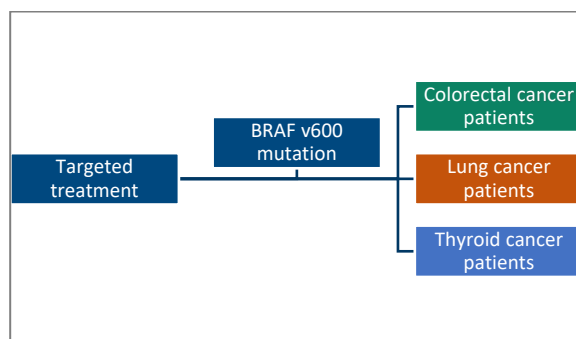 Colorectal cancer
patients
BRAF v600
mutation
Targeted
treatment
Lung cancer
patients
Thyroid cancer
patients